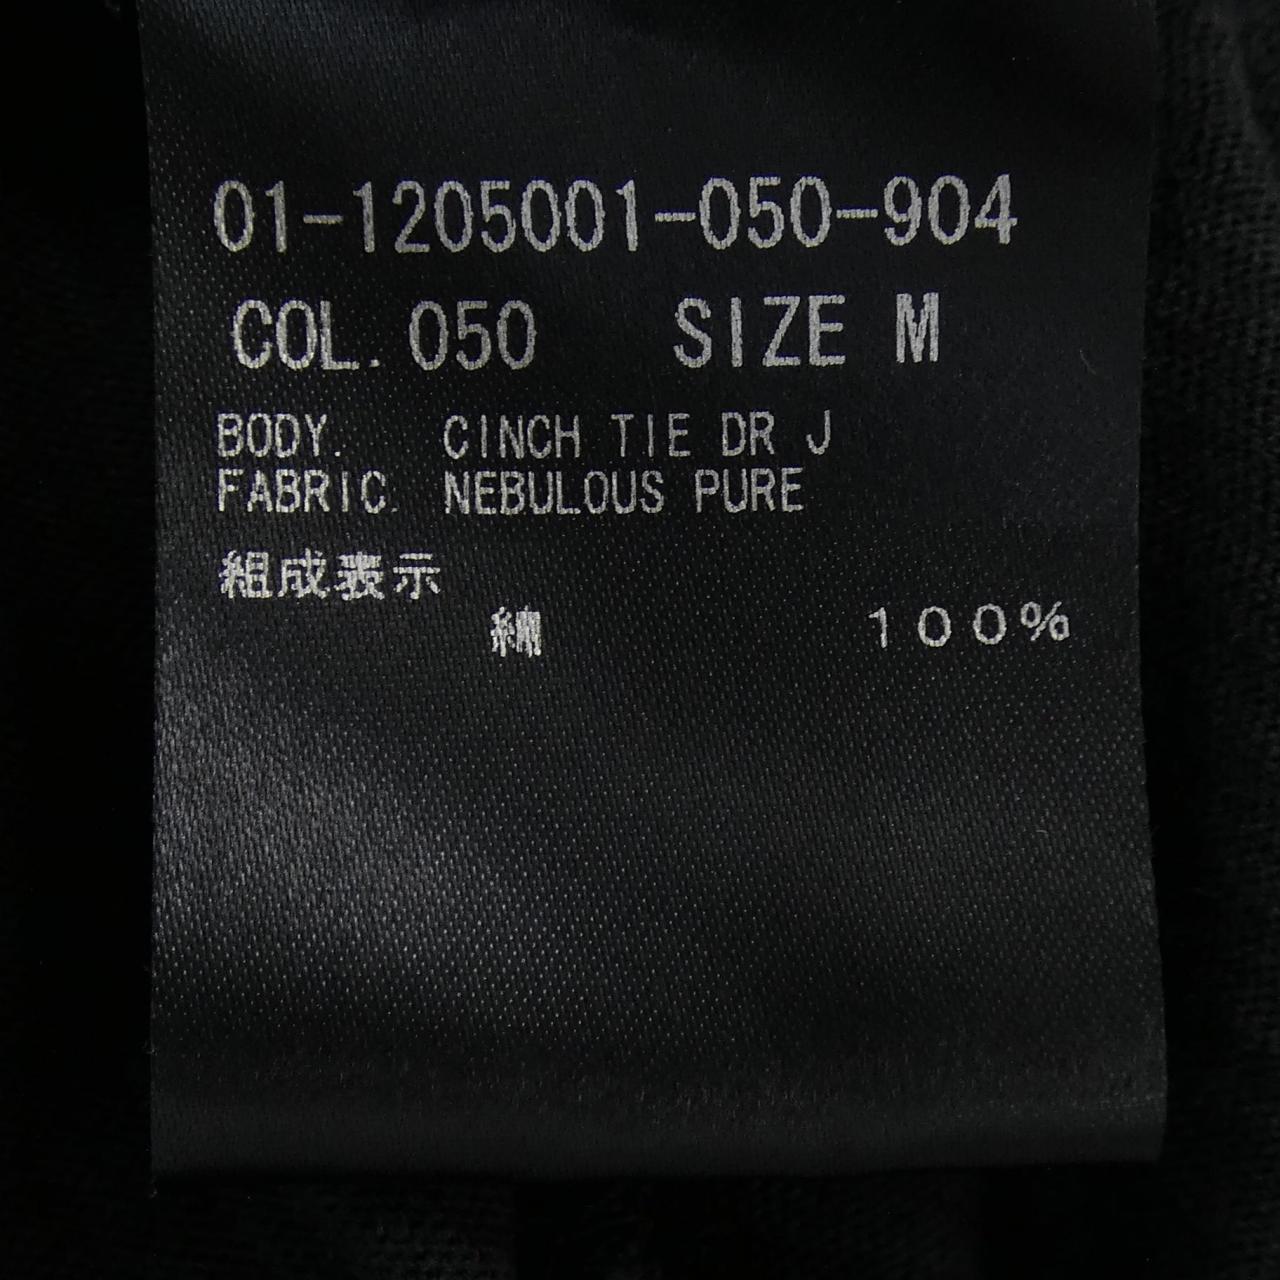 01-1205001-050-904
COL. 050 SIZE M
BODY. CINCH TIE DR J
FABRIC. NEBULOUS PURE
組成表示
綿 100%